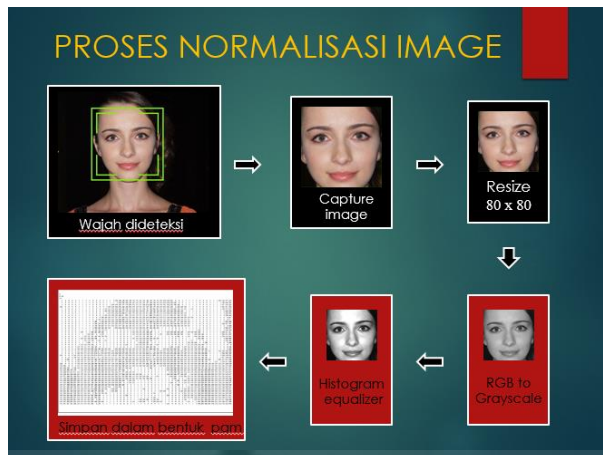 PROSES NORMALISASI IMAGE
Wajah dideteksi
Capture
image
Resize
80 x 80
RGB to
Grayscale
Histogram
equalizer
Simpan dalam bentuk pgm